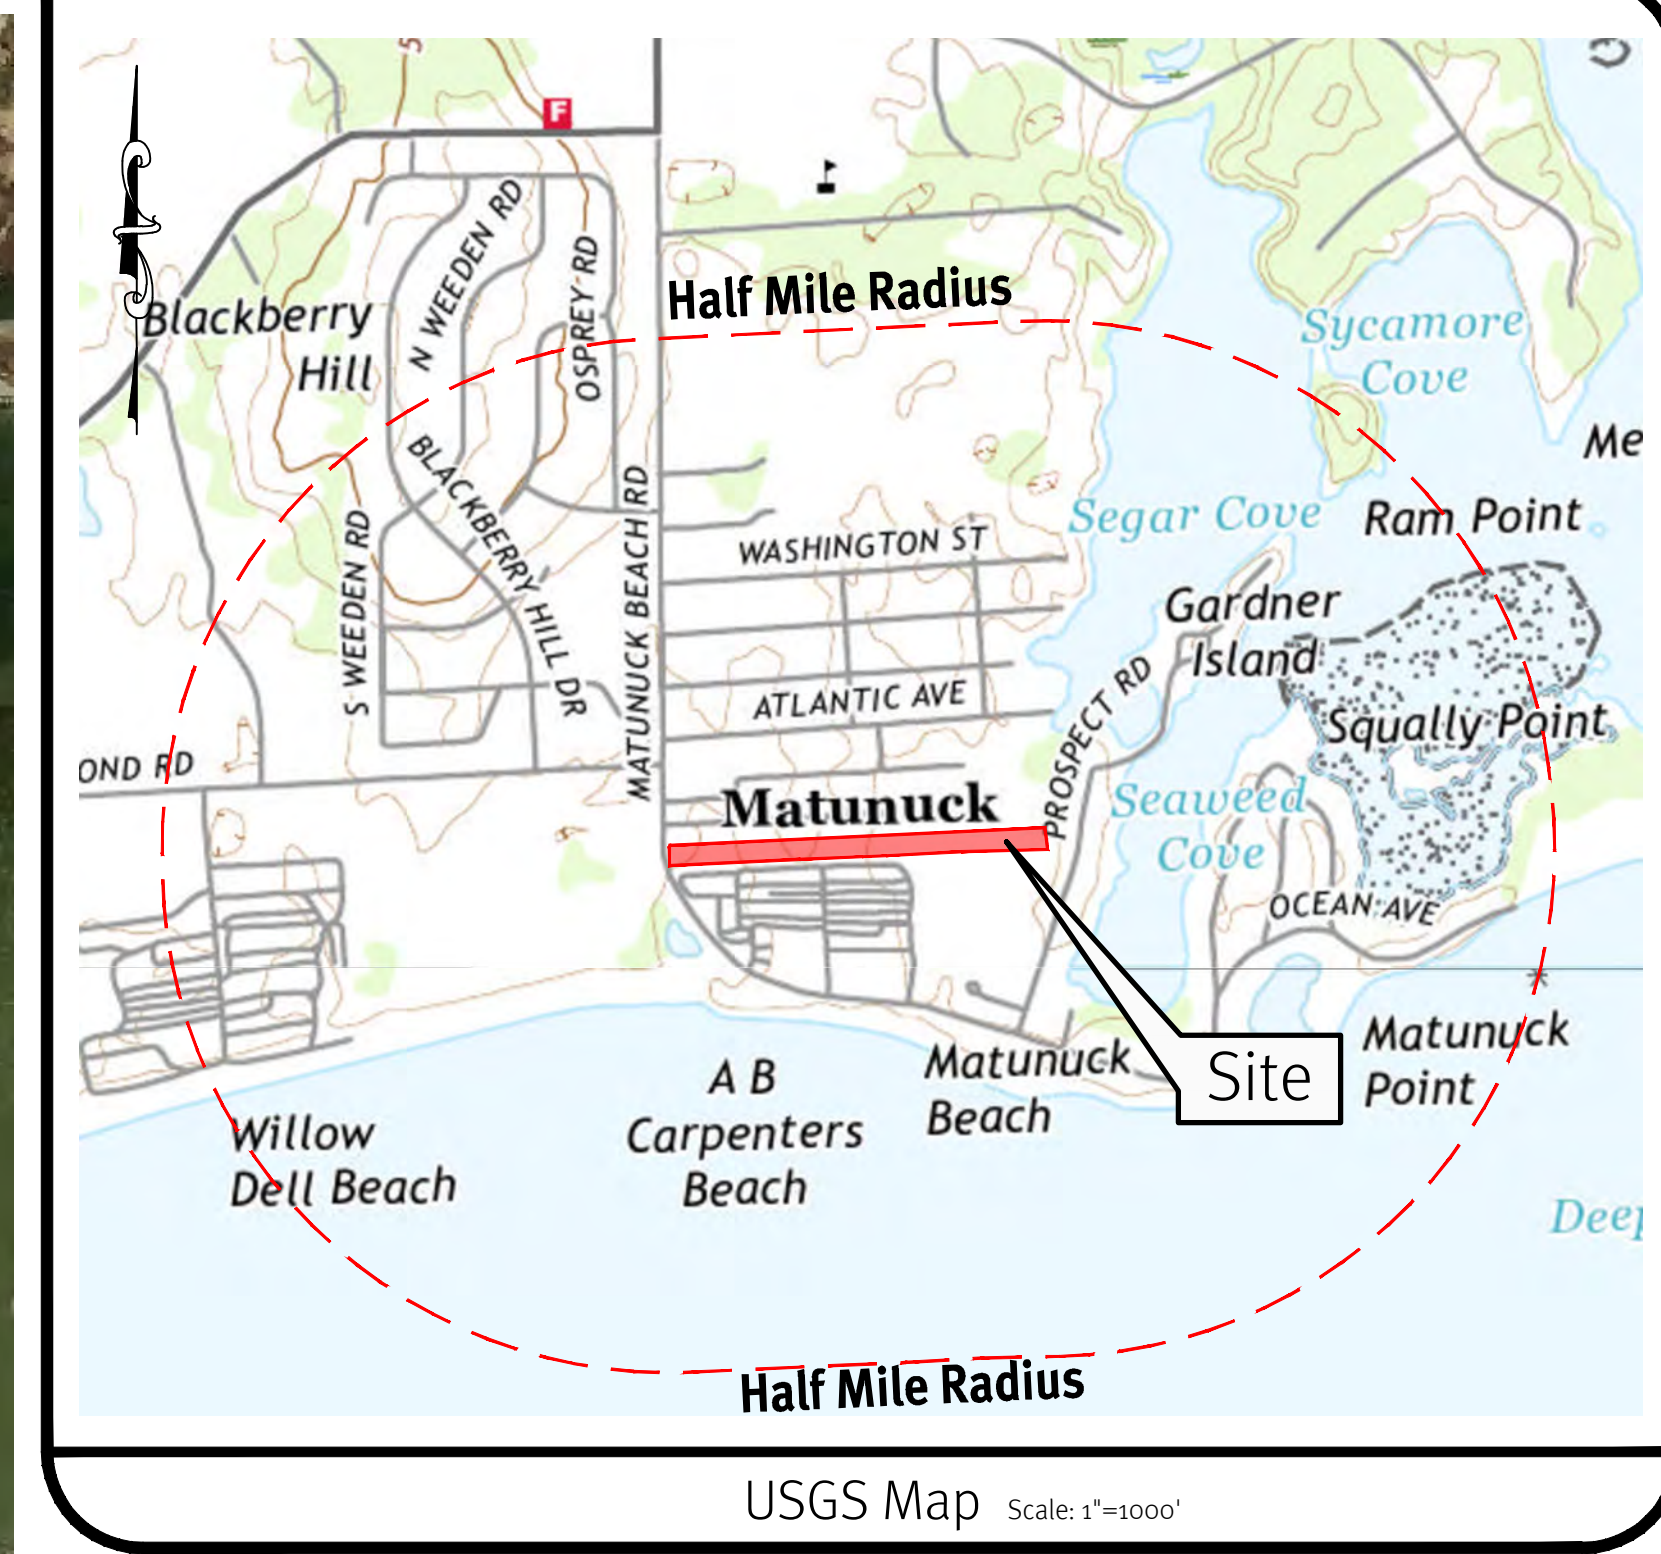 5
F
N WEEDEN RD
OSPREY RD
Half Mile Radius
Blackberry
Hill
Sycamore
Cove
Me
BLACKBERRY HILL DR
S WEEDEN RD
MATUNUCK BEACH RD
WASHINGTON ST
Segar Cove
Ram Point
Gardner
Island
ATLANTIC AVE
PROSPECT RD
Squally Point
OND RD
Matunuck
Seaweed
Cove
OCEAN AVE
Site
Matunuck
Point
Matunuck
Beach
A B
Carpenters
Beach
Willow
Dell Beach
Deep
Half Mile Radius
USGS Map Scale: 1"=1000'